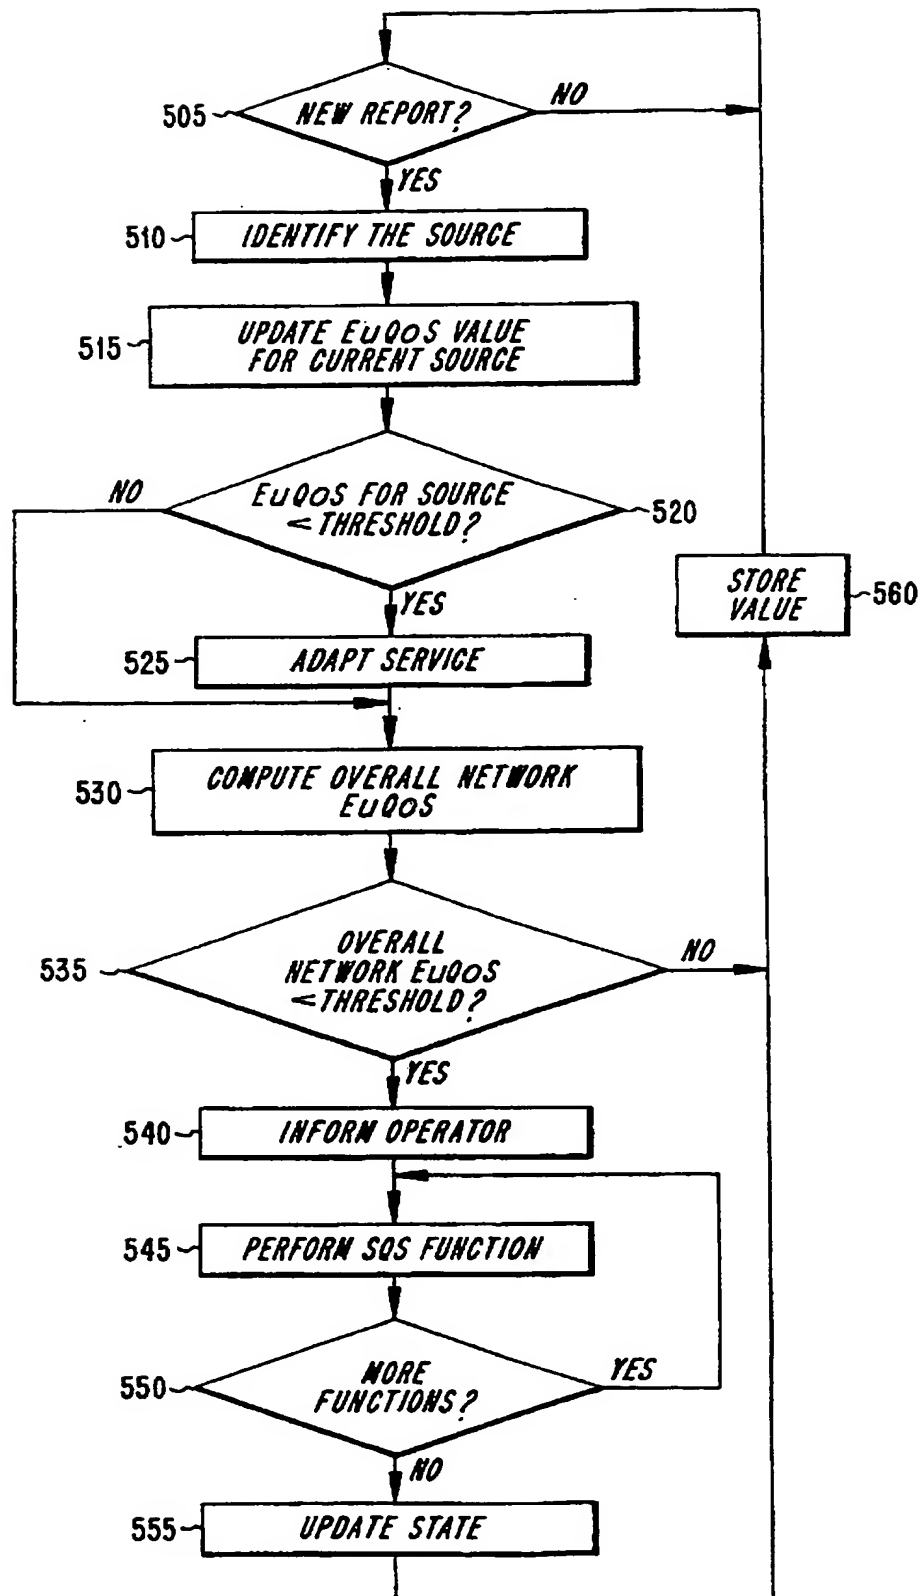 505
NEW REPORT?
NO
YES
510
IDENTIFY THE SOURCE
515
UPDATE EuQoS VALUE
FOR CURRENT SOURCE
NO
EuQoS FOR SOURCE
<THRESHOLD?
520
YES
STORE
VALUE
560
525
ADAPT SERVICE
530
COMPUTE OVERALL NETWORK
EuQoS
535
OVERALL
NETWORK EuQoS
<THRESHOLD?
NO
YES
540
INFORM OPERATOR
545
PERFORM SQS FUNCTION
550
MORE
FUNCTIONS?
YES
NO
555
UPDATE STATE